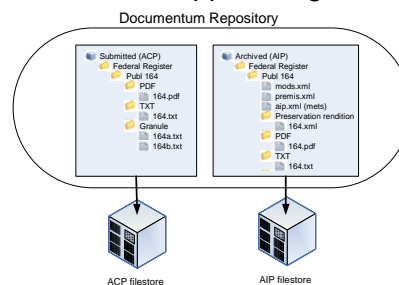 Documentum Repository
Submitted (ACP)
Federal Register
Publ 164
PDF
164.pdf
TXT
164.txt
Granule
164a.txt
164b.txt
Archived (AIP)
Federal Register
Publ 164
mods.xml
premis.xml
aip.xml (mets)
Preservation rendition
164.xml
PDF
164.pdf
TXT
164.txt
ACP filestore
AIP filestore